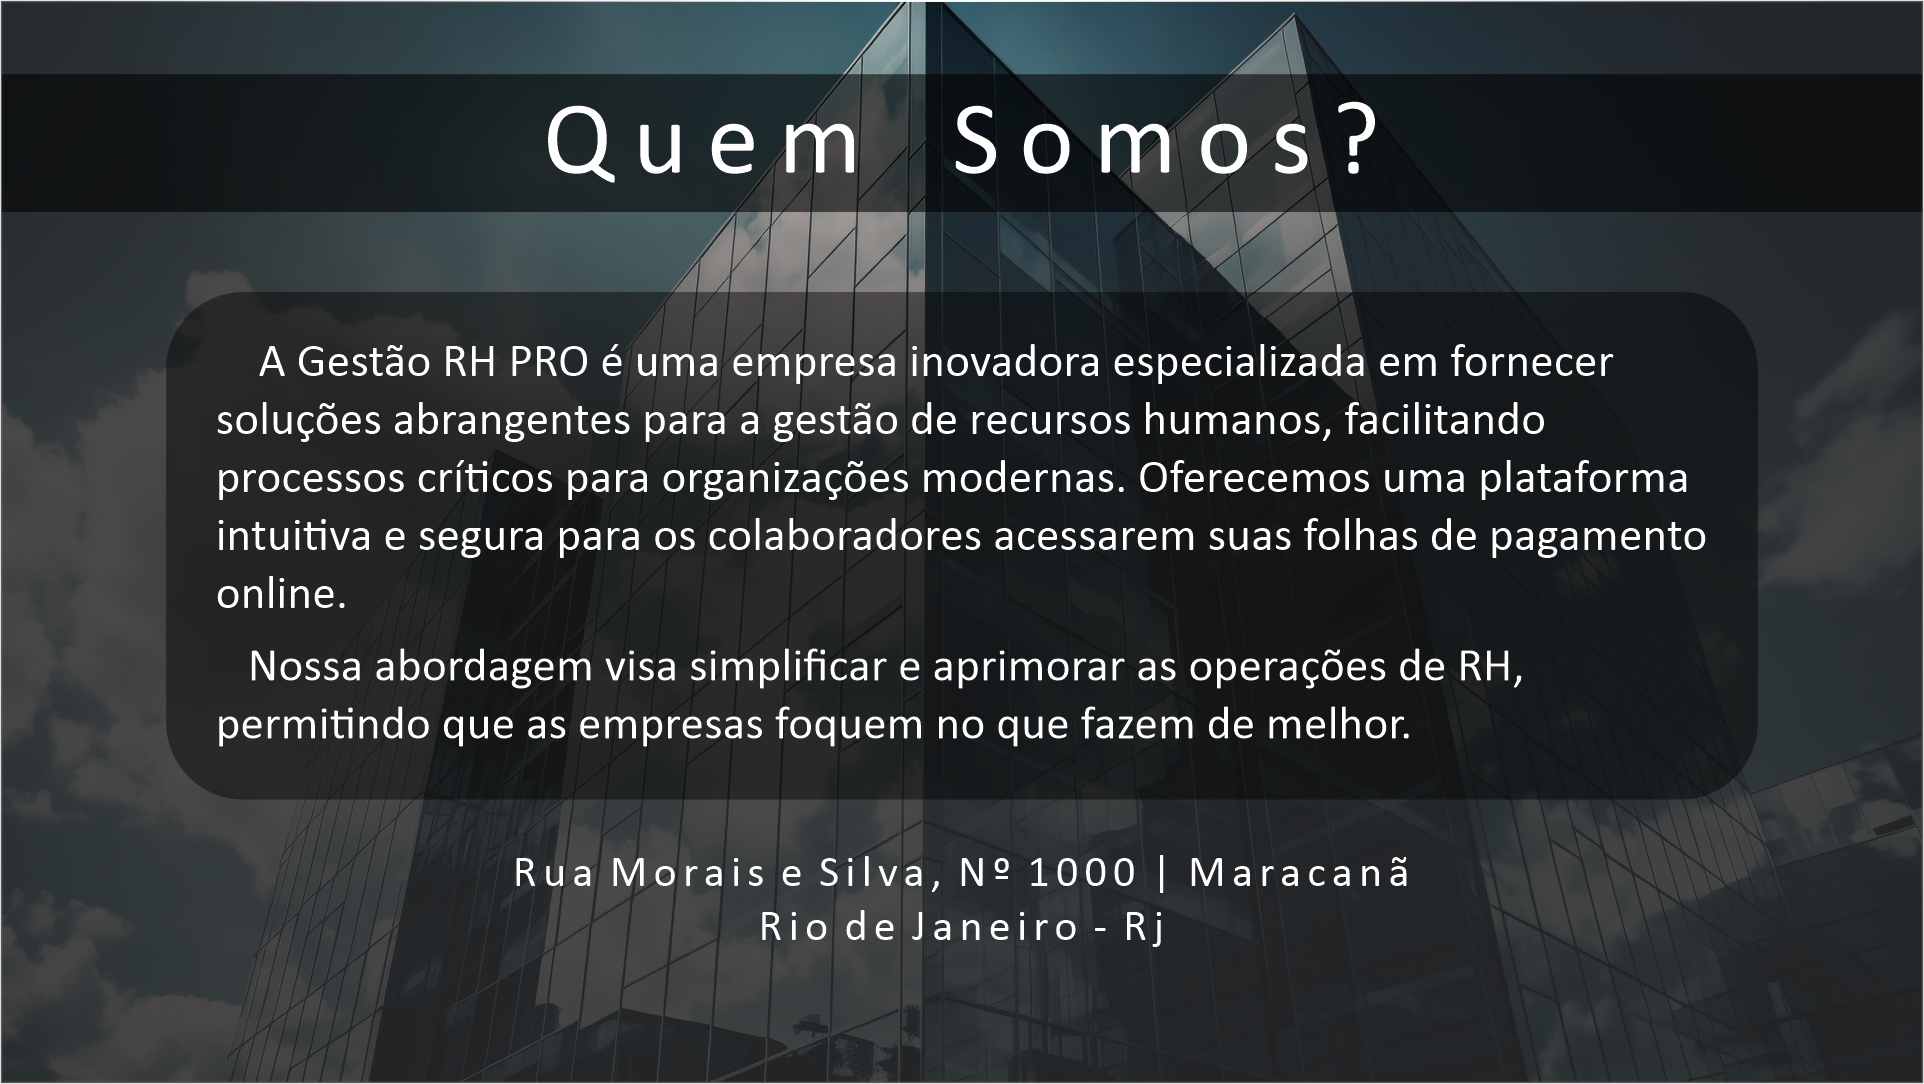 Quem Somos?
A Gestão RH PRO é uma empresa inovadora especializada em fornecer
soluções abrangentes para a gestão de recursos humanos, facilitando
processos críticos para organizações modernas. Oferecemos uma plataforma
intuitiva e segura para os colaboradores acessarem suas folhas de pagamento
online.
Nossa abordagem visa simplificar e aprimorar as operações de RH,
permitindo que as empresas foquem no que fazem de melhor.
Rua Morais e Silva, Nº 1000 | Maracanã
Rio de Janeiro - Rj